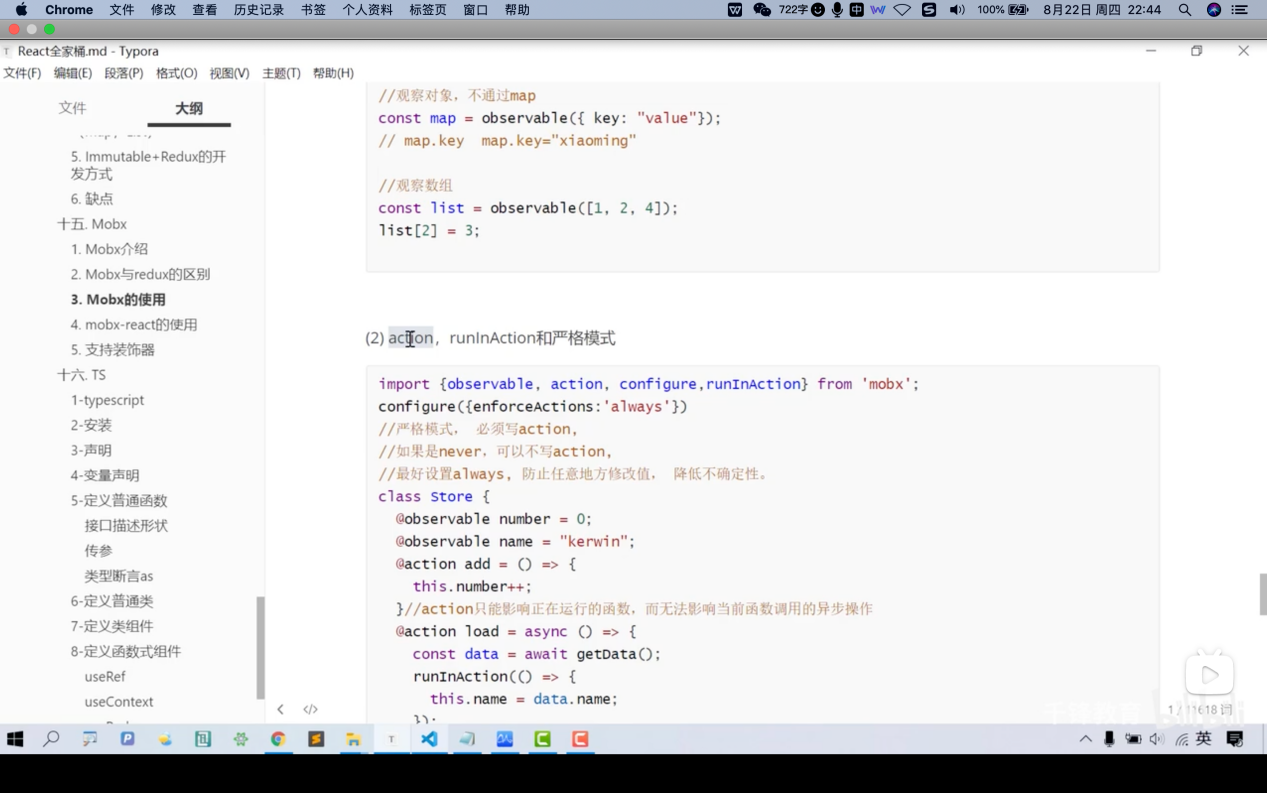 Chrome 文件 修改 查看 历史记录 书签 个人资料 标签页 窗口 帮助 722字 中 100% 8月22日 周四 22:44
React全家桶.md - Typora
文件(F) 编辑(E) 段落(P) 格式(O) 视图(V) 主题(T) 帮助(H)
文件 大纲
5. Immutable+Redux的开
发方式
6. 缺点
十五. Mobx
1. Mobx介绍
2. Mobx与redux的区别
3. Mobx的使用
4. mobx-react的使用
5. 支持装饰器
十六. TS
1-typescript
2-安装
3-声明
4-变量声明
5-定义普通函数
接口描述形状
传参
类型断言as
6-定义普通类
7-定义类组件
8-定义函数式组件
useRef
useContext
//观察对象，不通过map
const map = observable({ key: "value"});
// map.key map.key="xiaoming"
//观察数组
const list = observable([1, 2, 4]);
list[2] = 3;
(2) action，runInAction和严格模式
import {observable, action, configure,runInAction} from 'mobx';
configure({enforceActions:'always'})
//严格模式， 必须写action,
//如果是never，可以不写action,
//最好设置always, 防止任意地方修改值， 降低不确定性。
class Store {
@observable number = 0;
@observable name = "kerwin";
@action add = () => {
this.number++;
}//action只能影响正在运行的函数，而无法影响当前函数调用的异步操作
@action load = async () => {
const data = await getData();
runInAction(() => {
this.name = data.name;
});
千锋教育 bilibili
英